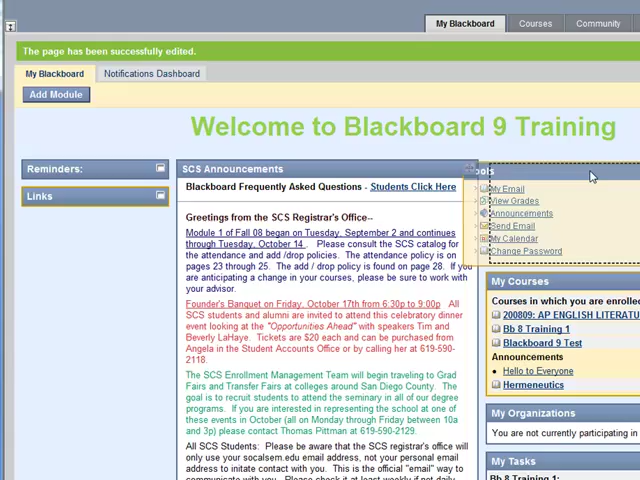 My Blackboard
Courses
Community
The page has been successfully edited.
My Blackboard
Notifications Dashboard
Add Module
Welcome to Blackboard 9 Training
Reminders:
Links
SCS Announcements
Blackboard Frequently Asked Questions - Students Click Here
Greetings from the SCS Registrar's Office--
Module 1 of Fall 08 began on Tuesday, September 2 and continues
through Tuesday, October 14 .   Please consult the SCS catalog for
the attendance and add /drop policies. The attendance policy is on
pages 23 through 25. The add / drop policy is found on page 28. If you
are anticipating a change in your courses, please be sure to work with
your advisor.
Founder's Banquet on Friday, October 17th from 6:30p to 9:00p   All
SCS students and alumni are invited to attend this celebratory dinner
event looking at the "Opportunities Ahead" with speakers Tim and
Beverly LaHaye.  Tickets are $20 each and can be purchased from
Angela in the Student Accounts Office or by calling her at 619-590-
2118.
The SCS Enrollment Management Team will begin traveling to Grad
Fairs and Transfer Fairs at colleges around San Diego County.  The
goal is to recruit students to attend the seminary in all of our degree
programs.  If you are interested in representing the school at one of
these events in October (all on Monday through Friday between 10a
and 3p) please contact Thomas Pittman at 619-590-2129.
All SCS Students:  Please be aware that the SCS registrar's office will
only use your socalsem.edu email address, not your personal email
address to initate contact with you.  This is the official "email" way to
communicate with you.  Please check it at least weekly if not daily
ools
My Email
View Grades
Announcements
Send Email
My Calendar
Change Password
My Courses
Courses in which you are enrolled
200809: AP ENGLISH LITERATU
Bb 8 Training 1
Blackboard 9 Test
Announcements
Hello to Everyone
Hermeneutics
My Organizations
You are not currently participating in
My Tasks
Bb 8 Training 1: